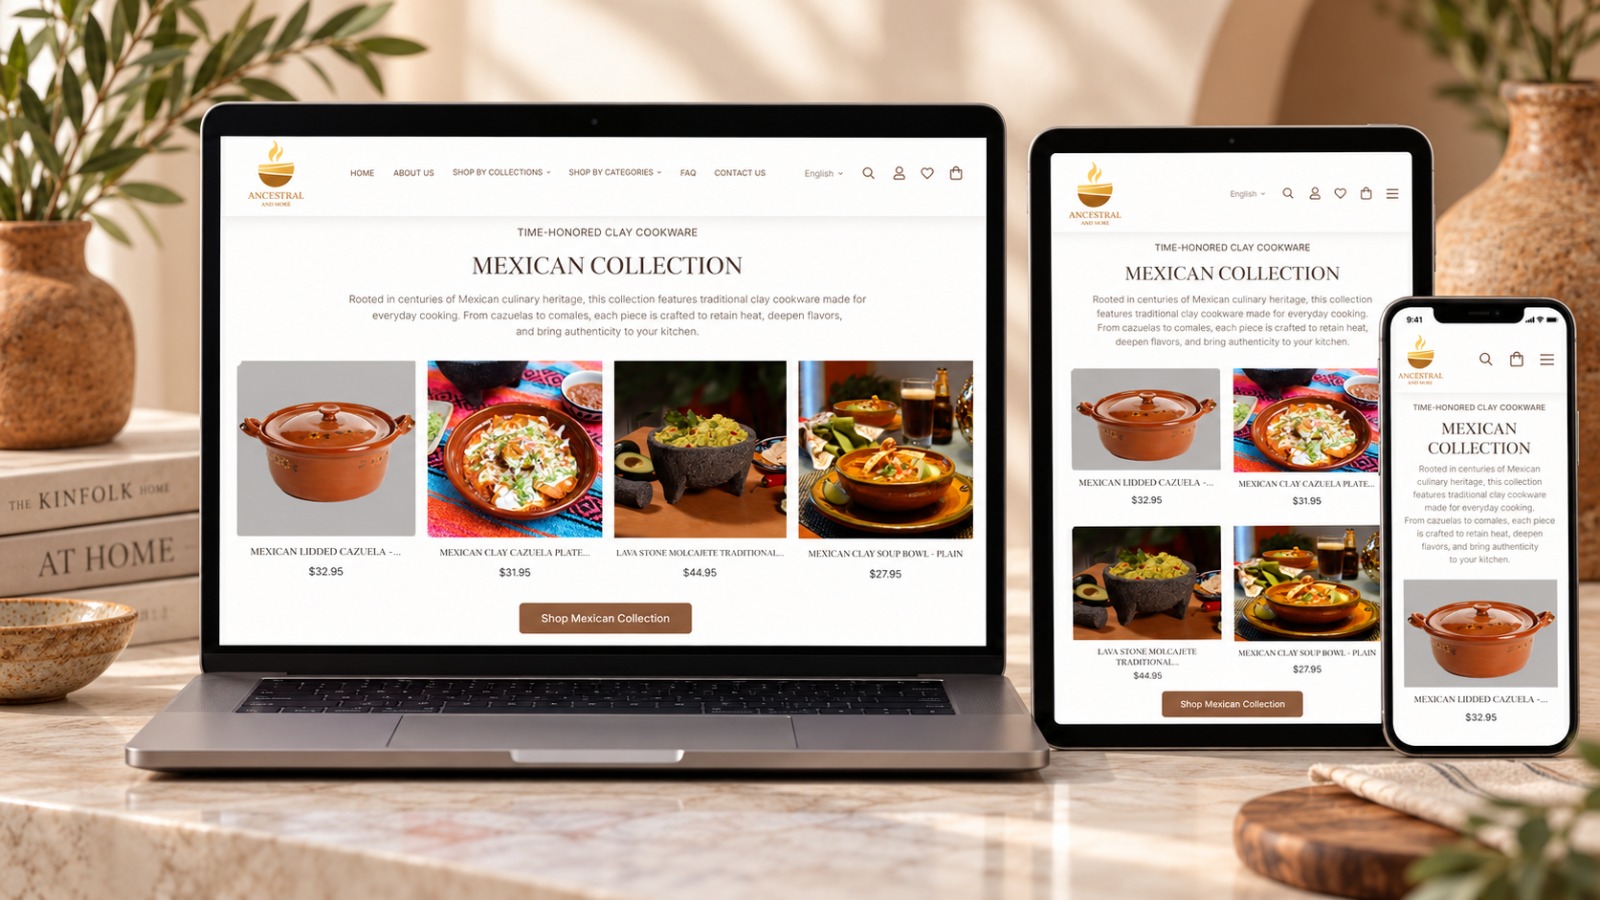 THE KINFOLK HOME
AT HOME
ANCESTRAL
AND MORE
HOME
ABOUT US
SHOP BY COLLECTIONS
SHOP BY CATEGORIES
FAQ
CONTACT US
English
TIME-HONORED CLAY COOKWARE
MEXICAN COLLECTION
Rooted in centuries of Mexican culinary heritage, this collection features traditional clay cookware made for
everyday cooking. From cazuelas to comales, each piece is crafted to retain heat, deepen flavors,
and bring authenticity to your kitchen.
MEXICAN LIDDED CAZUELA -...
$32.95
MEXICAN CLAY CAZUELA PLATE...
$31.95
LAVA STONE MOLCAJETE TRADITIONAL...
$44.95
MEXICAN CLAY SOUP BOWL - PLAIN
$27.95
Shop Mexican Collection
ANCESTRAL
AND MORE
English
TIME-HONORED CLAY COOKWARE
MEXICAN COLLECTION
Rooted in centuries of Mexican culinary heritage, this collection
features traditional clay cookware made for everyday cooking.
From cazuelas to comales, each piece is crafted to retain heat,
deepen flavors, and bring authenticity to your kitchen.
MEXICAN LIDDED CAZUELA -...
$32.95
MEXICAN CLAY CAZUELA PLATE...
$31.95
LAVA STONE MOLCAJETE
TRADITIONAL...
$44.95
MEXICAN CLAY SOUP BOWL - PLAIN
$27.95
Shop Mexican Collection
9:41
ANCESTRAL
AND MORE
TIME-HONORED CLAY COOKWARE
MEXICAN
COLLECTION
Rooted in centuries of Mexican
culinary heritage, this collection
features traditional clay cookware
made for everyday cooking.
From cazuelas to comales, each piece
is crafted to retain heat, deepen
flavors, and bring authenticity
to your kitchen.
MEXICAN LIDDED CAZUELA -...
$32.95